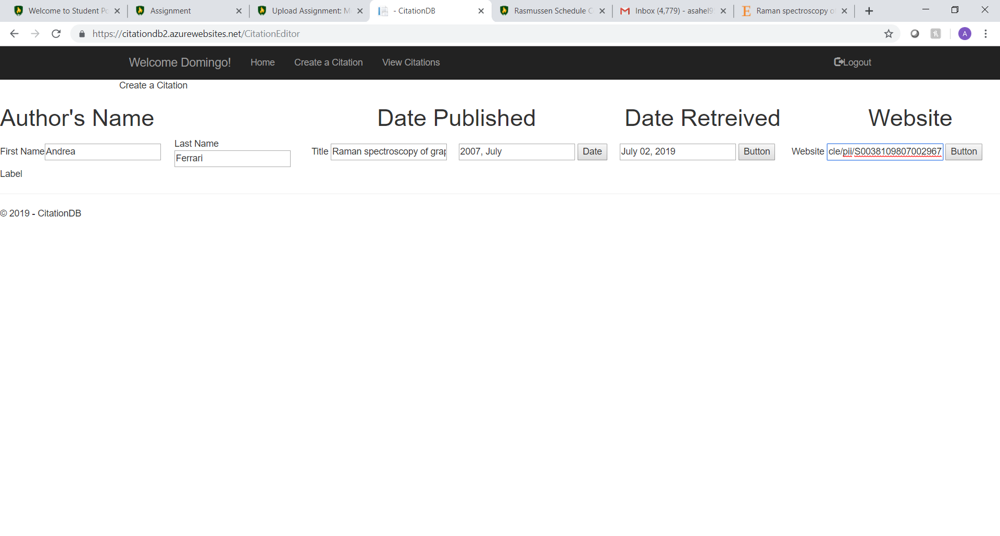 Welcome to Student Po
Assignment
Upload Assignment: M
- CitationDB
Rasmussen Schedule C
Inbox (4,779) - asahel9
Raman spectroscopy o
https://citationdb2.azurewebsites.net/CitationEditor
A
Welcome Domingo!
Home
Create a Citation
View Citations
Logout
Create a Citation
Author's Name
Date Published
Date Retreived
Website
First Name Andrea
Last Name
Ferrari
Title Raman spectroscopy of grap
2007, July
Date
July 02, 2019
Button
Website cle/pii/S0038109807002967
Button
Label
© 2019 - CitationDB